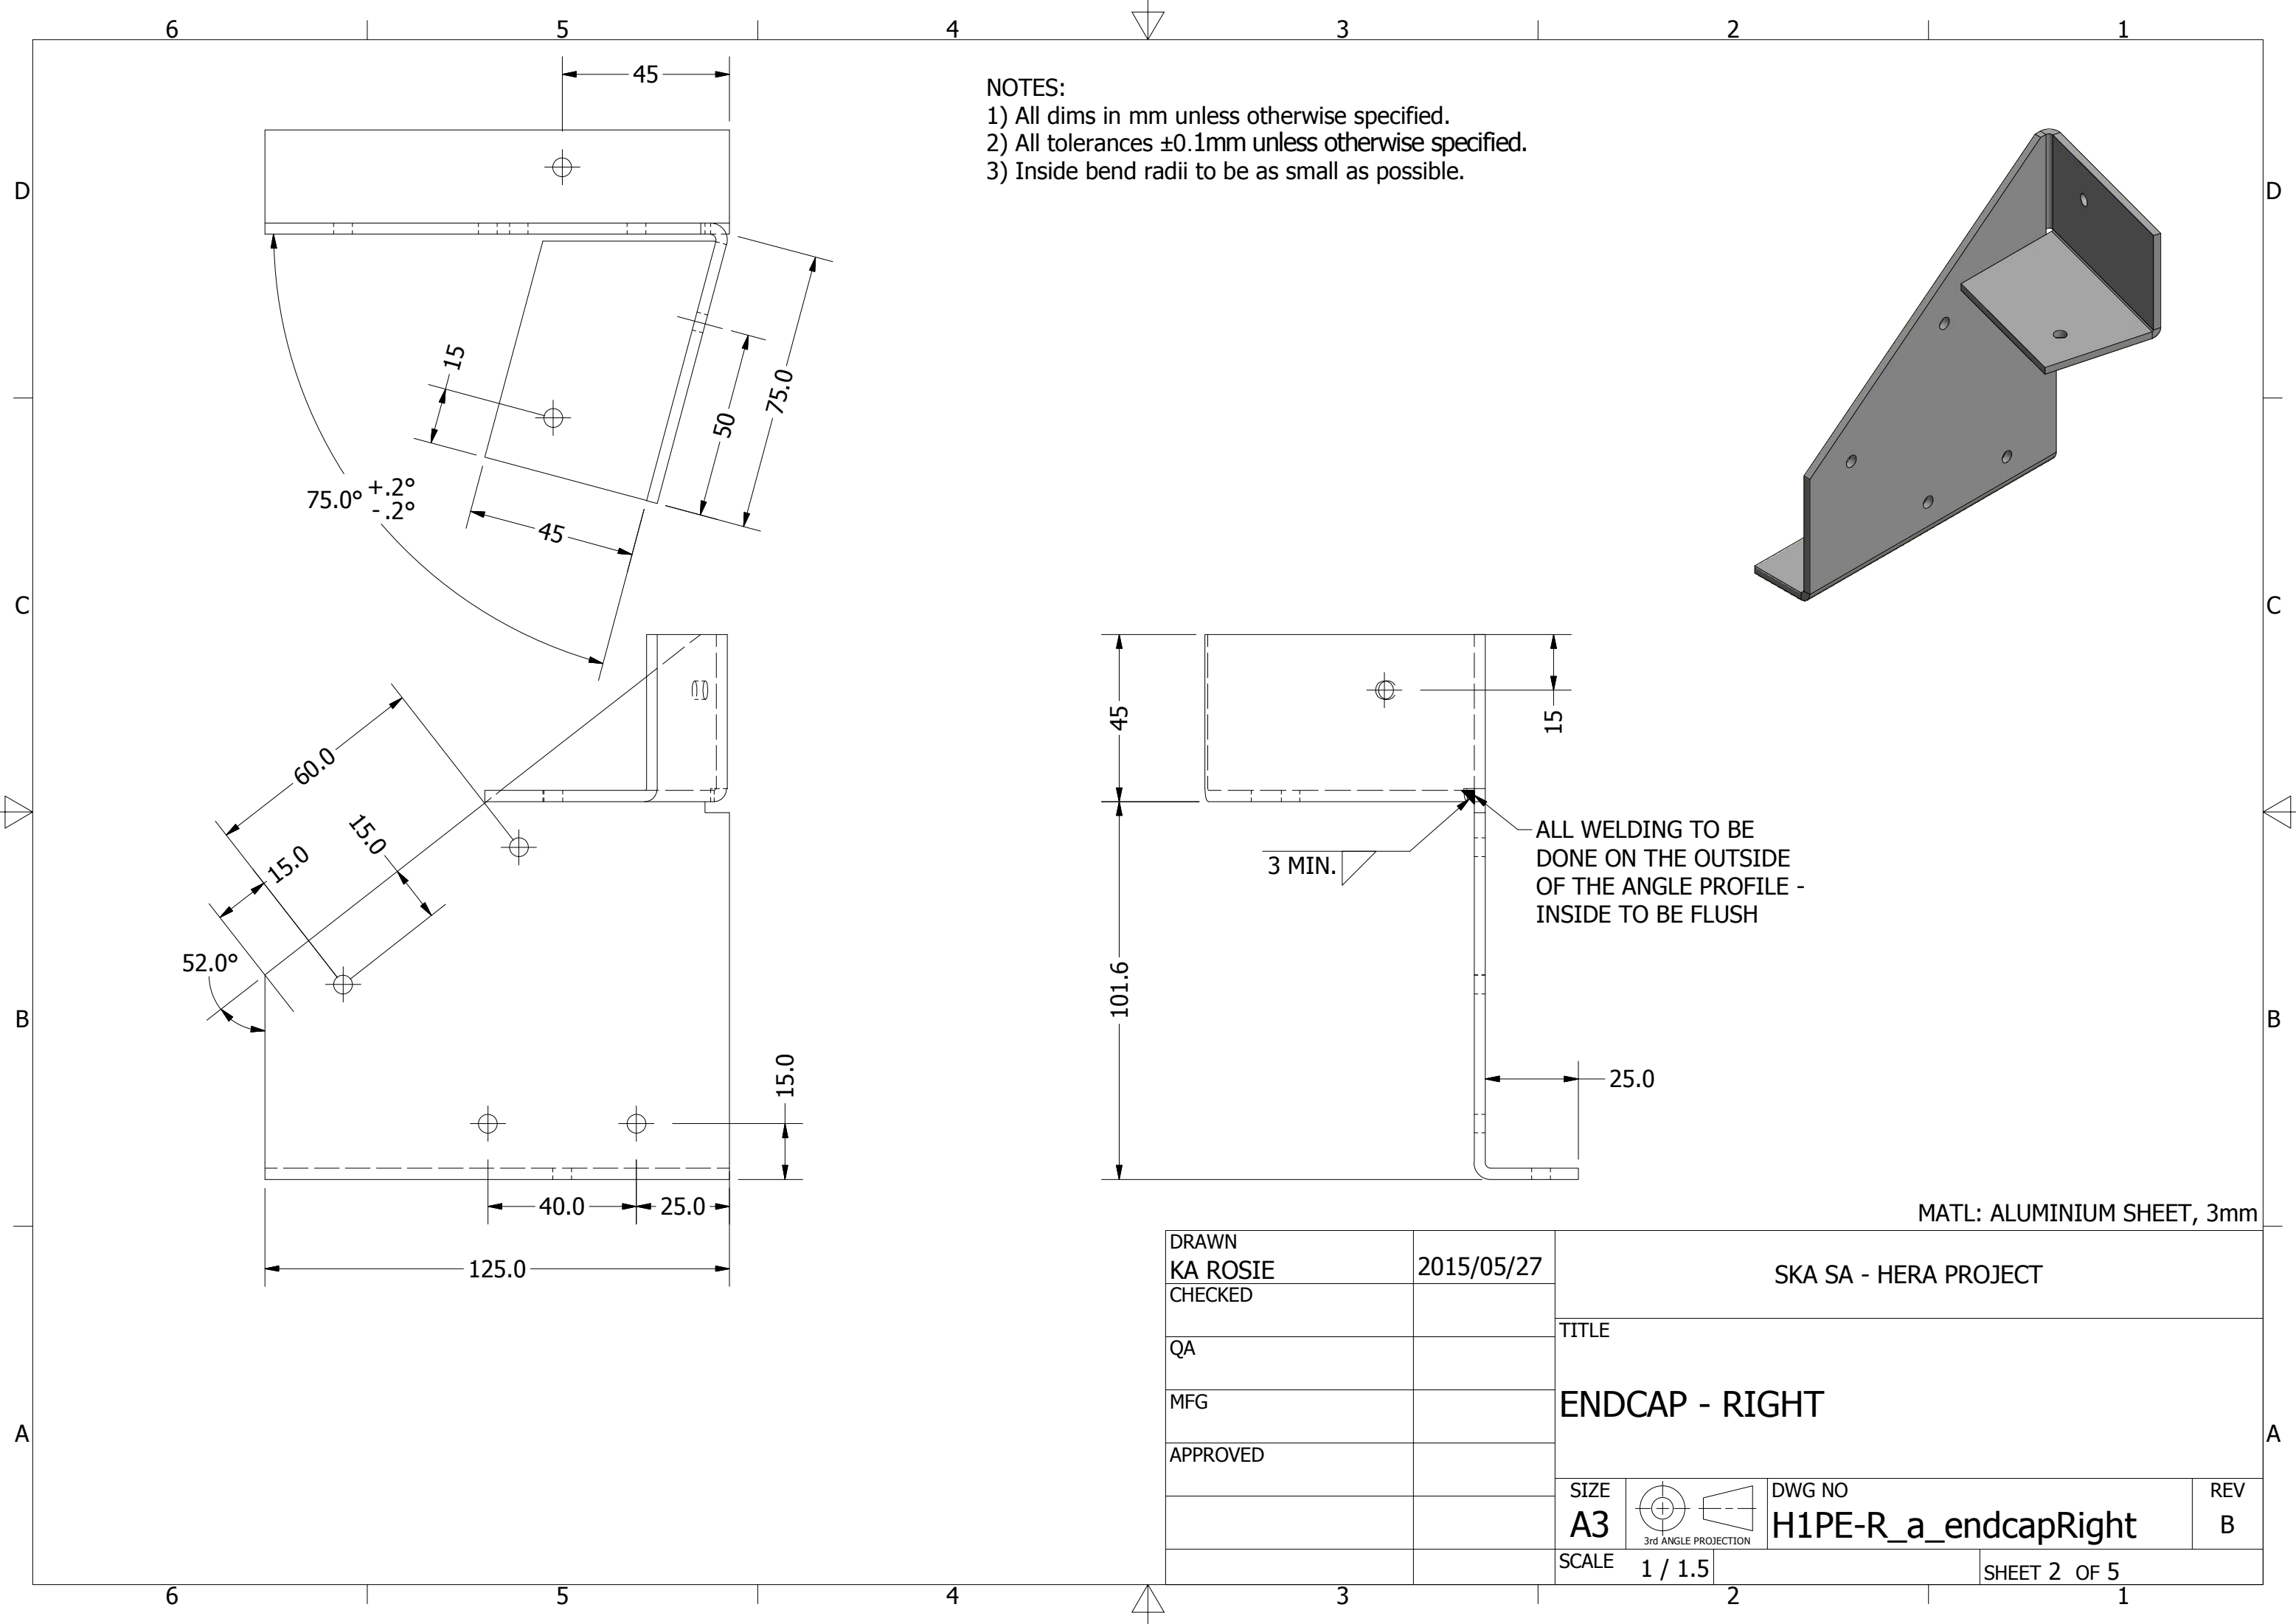 6 5 4 3 2 1
NOTES:
1) All dims in mm unless otherwise specified.
2) All tolerances ±0.1mm unless otherwise specified.
3) Inside bend radii to be as small as possible.
D D
45
15
50
75.0
75.0° +.2°
-.2°
45
C C
60.0
15.0
15.0
52.0°
45
15
3 MIN.
ALL WELDING TO BE
DONE ON THE OUTSIDE
OF THE ANGLE PROFILE -
INSIDE TO BE FLUSH
101.6
B B
15.0
25.0
40.0 25.0
125.0
MATL: ALUMINIUM SHEET, 3mm
DRAWN
KA ROSIE 2015/05/27
CHECKED
QA
MFG
APPROVED
SKA SA - HERA PROJECT
TITLE
ENDCAP - RIGHT
A A
SIZE
A3
3rd ANGLE PROJECTION
DWG NO
H1PE-R_a_endcapRight
REV
B
SCALE 1 / 1.5
SHEET 2 OF 5
6 5 4 3 2 1